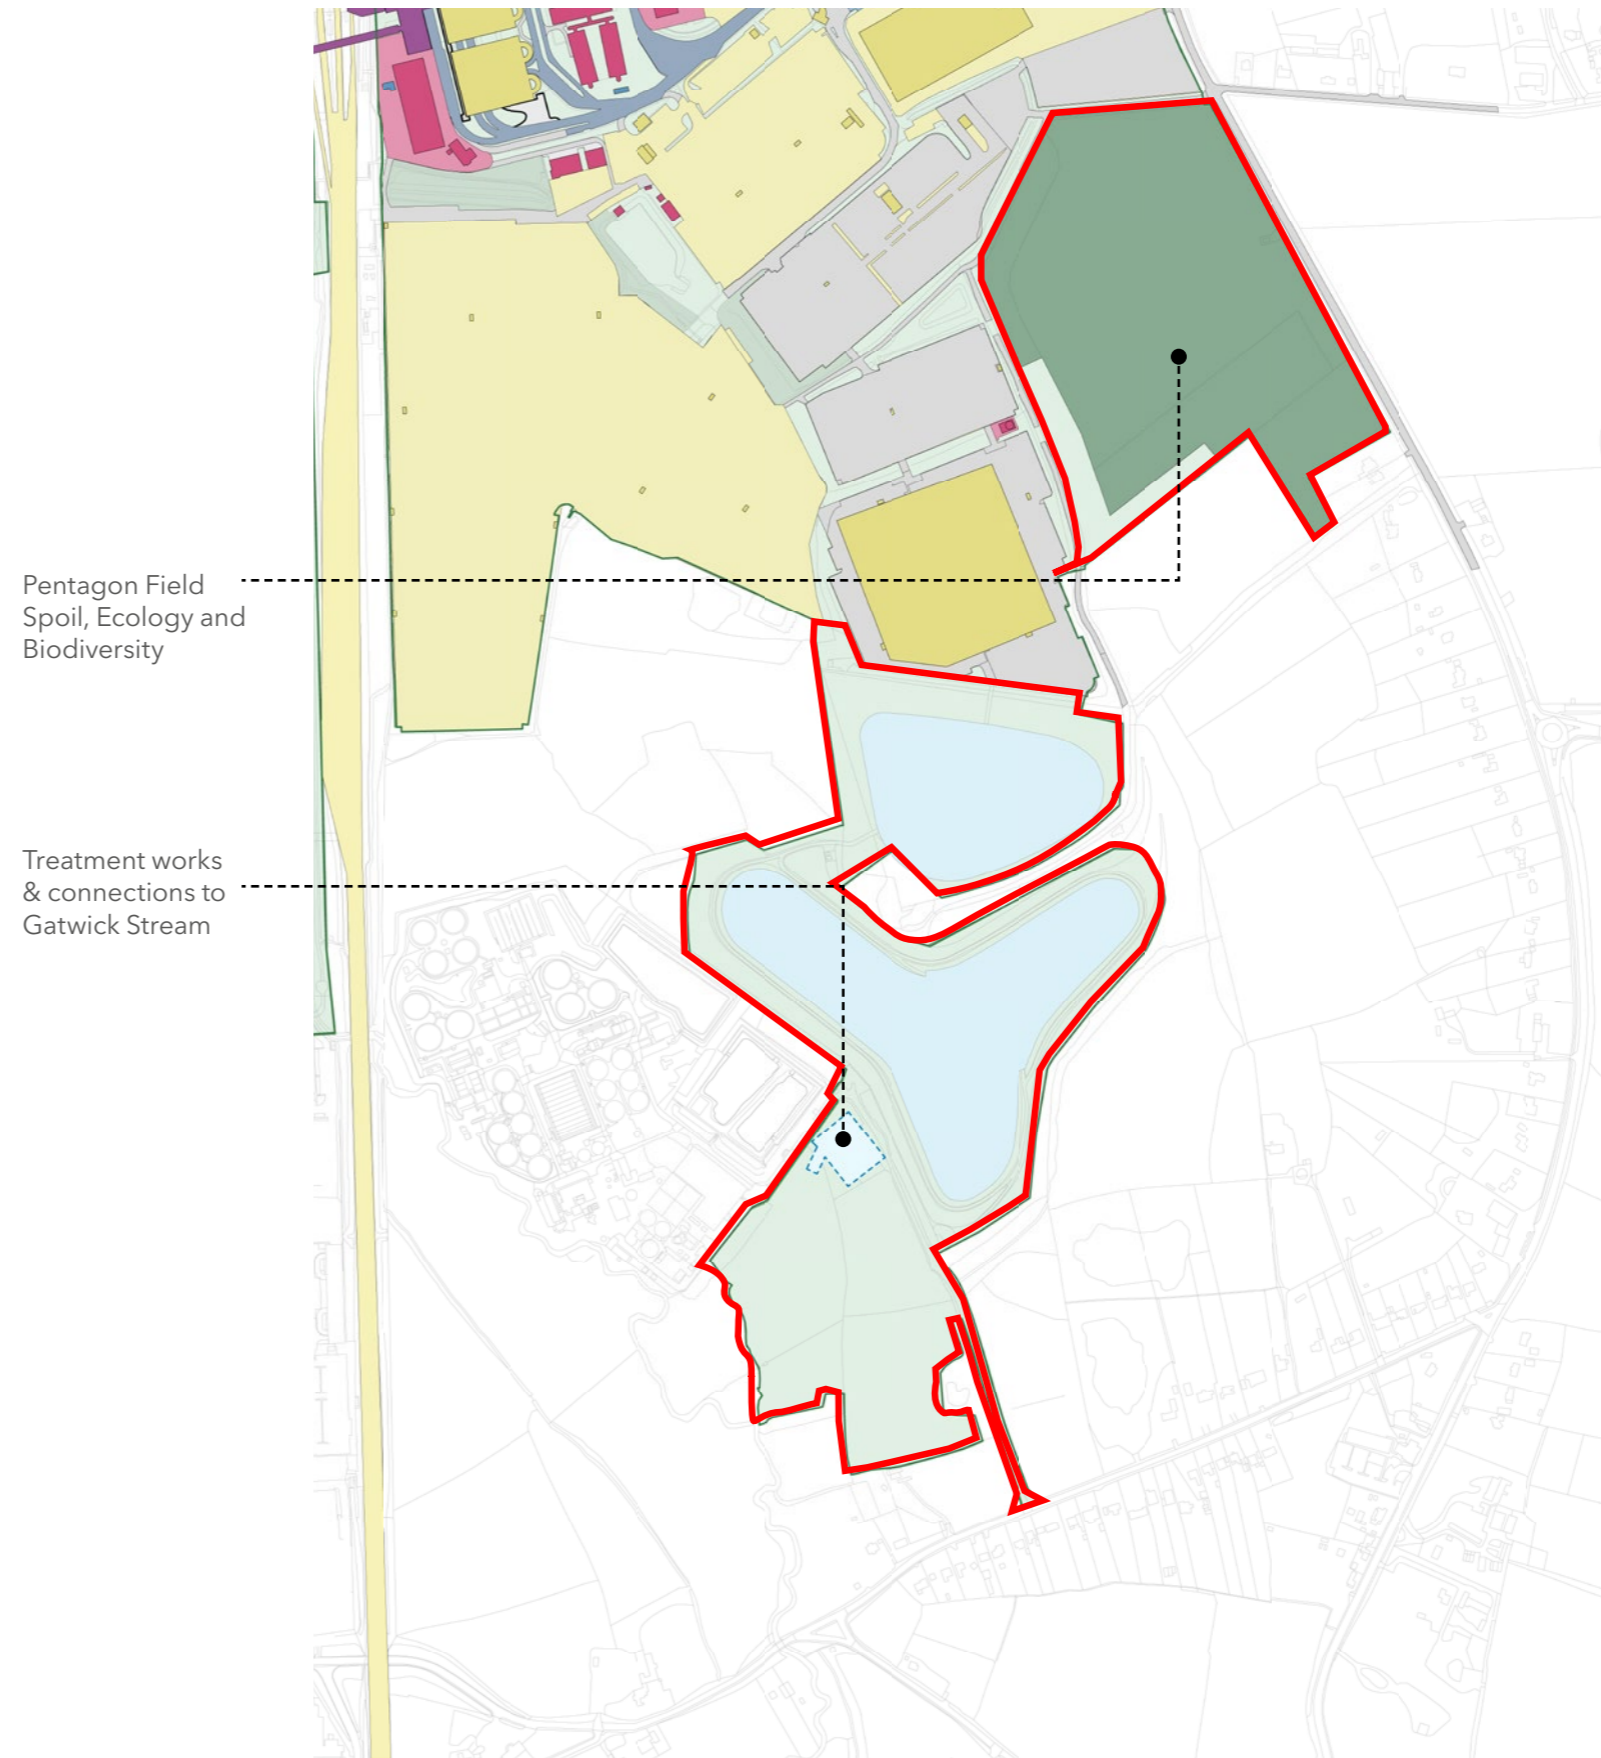 Pentagon Field
Spoil, Ecology and
Biodiversity
Treatment works
& connections to
Gatwick Stream